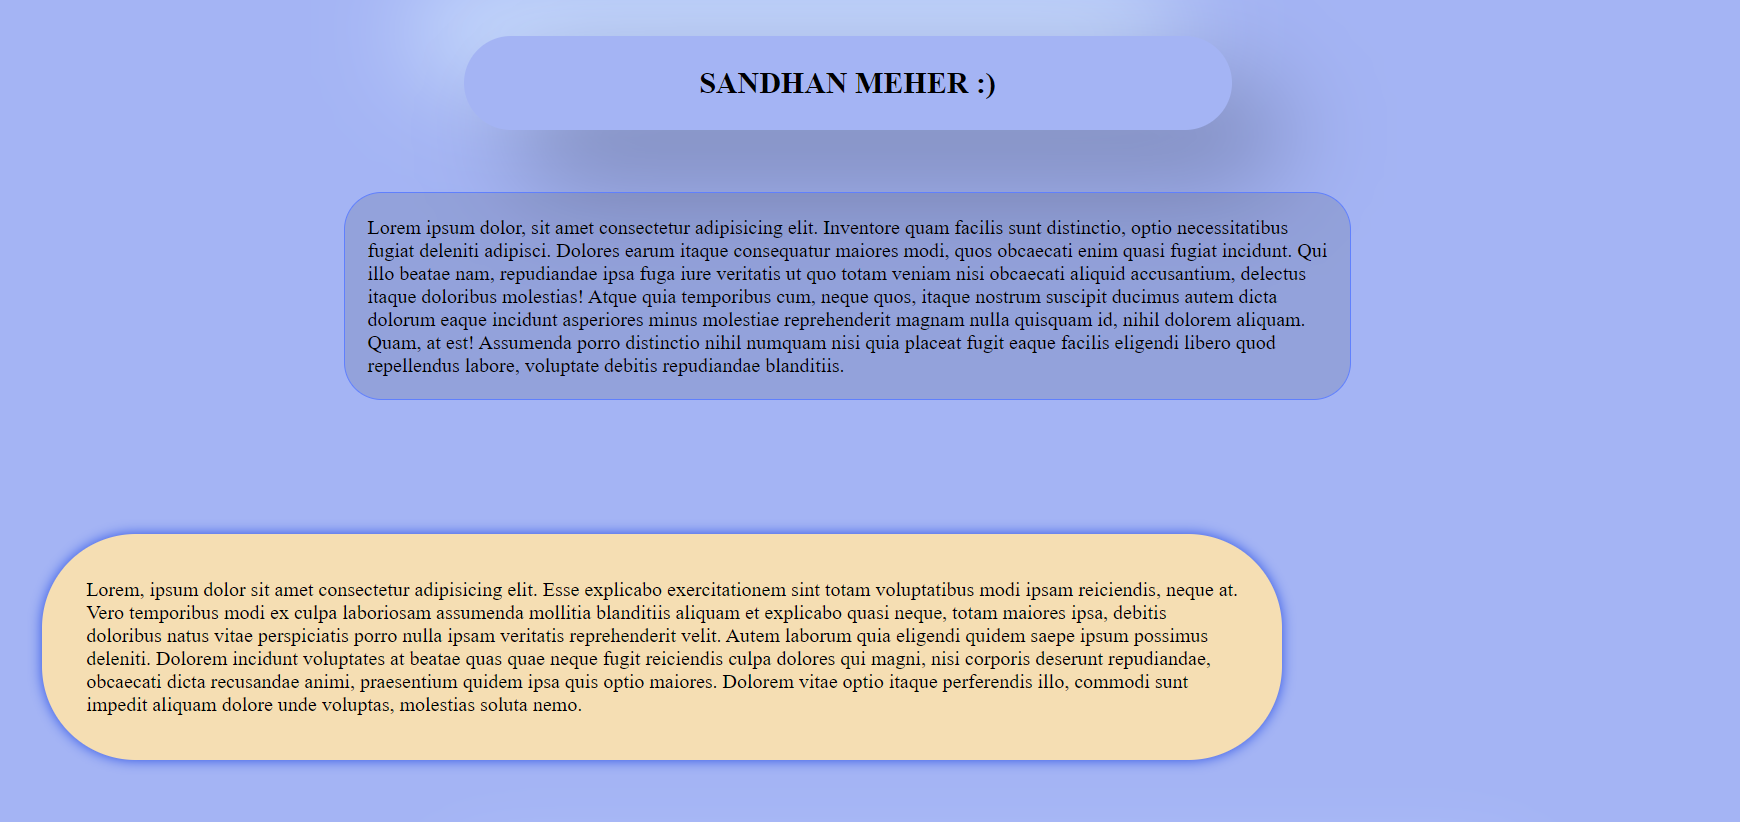 SANDHAN MEHER :)
Lorem ipsum dolor, sit amet consectetur adipisicing elit. Inventore quam facilis sunt distinctio, optio necessitatibus
fugiat deleniti adipisci. Dolores earum itaque consequatur maiores modi, quos obcaecati enim quasi fugiat incidunt. Qui
illo beatae nam, repudiandae ipsa fuga iure veritatis ut quo totam veniam nisi obcaecati aliquid accusantium, delectus
itaque doloribus molestias! Atque quia temporibus cum, neque quos, itaque nostrum suscipit ducimus autem dicta
dolorum eaque incidunt asperiores minus molestiae reprehenderit magnam nulla quisquam id, nihil dolorem aliquam.
Quam, at est! Assumenda porro distinctio nihil numquam nisi quia placeat fugit eaque facilis eligendi libero quod
repellendus labore, voluptate debitis repudiandae blanditiis.
Lorem, ipsum dolor sit amet consectetur adipisicing elit. Esse explicabo exercitationem sint totam voluptatibus modi ipsam reiciendis, neque at.
Vero temporibus modi ex culpa laboriosam assumenda mollitia blanditiis aliquam et explicabo quasi neque, totam maiores ipsa, debitis
doloribus natus vitae perspiciatis porro nulla ipsam veritatis reprehenderit velit. Autem laborum quia eligendi quidem saepe ipsum possimus
deleniti. Dolorem incidunt voluptates at beatae quas quae neque fugit reiciendis culpa dolores qui magni, nisi corporis deserunt repudiandae,
obcaecati dicta recusandae animi, praesentium quidem ipsa quis optio maiores. Dolorem vitae optio itaque perferendis illo, commodi sunt
impedit aliquam dolore unde voluptas, molestias soluta nemo.